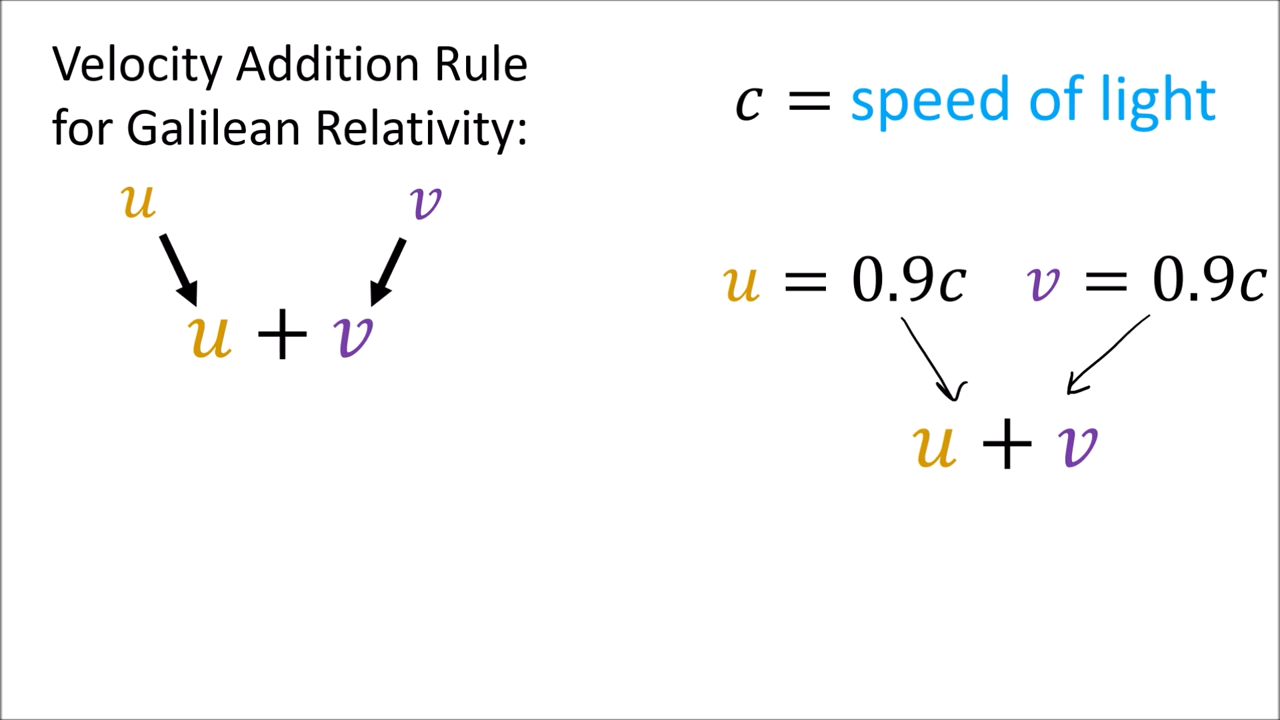 Velocity Addition Rule
for Galilean Relativity:
u v
u + v
c = speed of light
u = 0.9c v = 0.9c
u + v